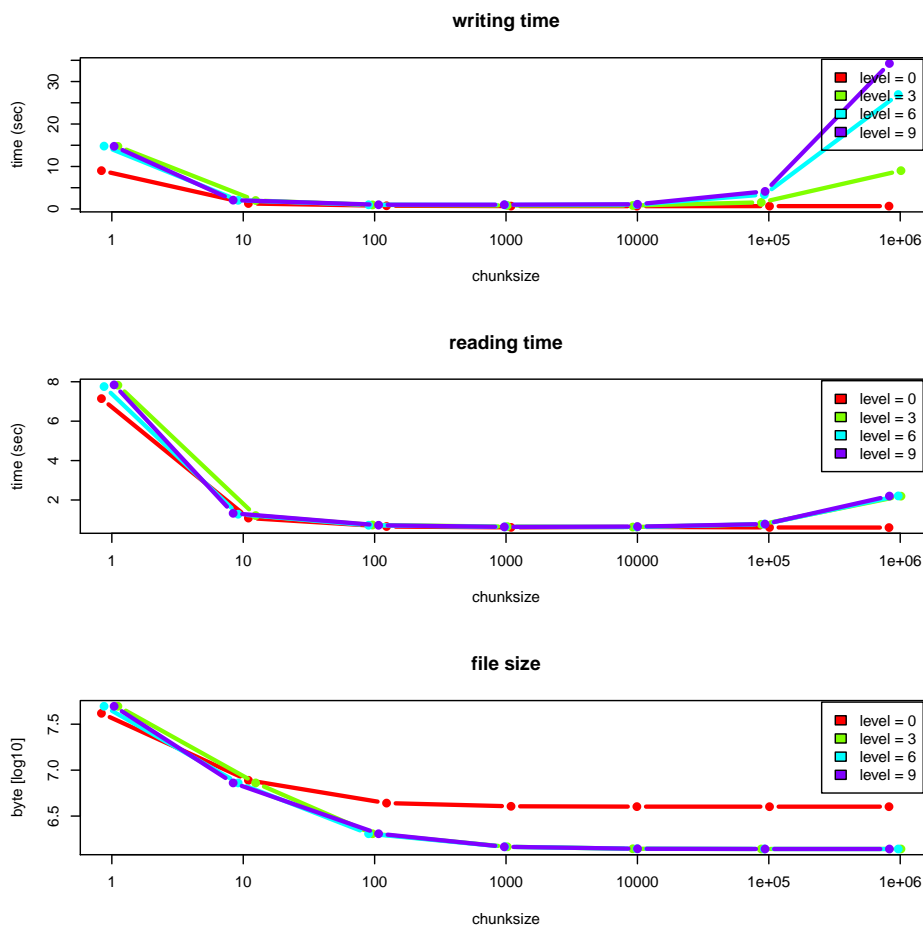 writing time
time (sec)
0
10
20
30
level = 0
level = 3
level = 6
level = 9
1
10
100
1000
10000
1e+05
1e+06
chunksize
reading time
time (sec)
2
4
6
8
level = 0
level = 3
level = 6
level = 9
1
10
100
1000
10000
1e+05
1e+06
chunksize
file size
byte [log10]
6.5
7.0
7.5
level = 0
level = 3
level = 6
level = 9
1
10
100
1000
10000
1e+05
1e+06
chunksize